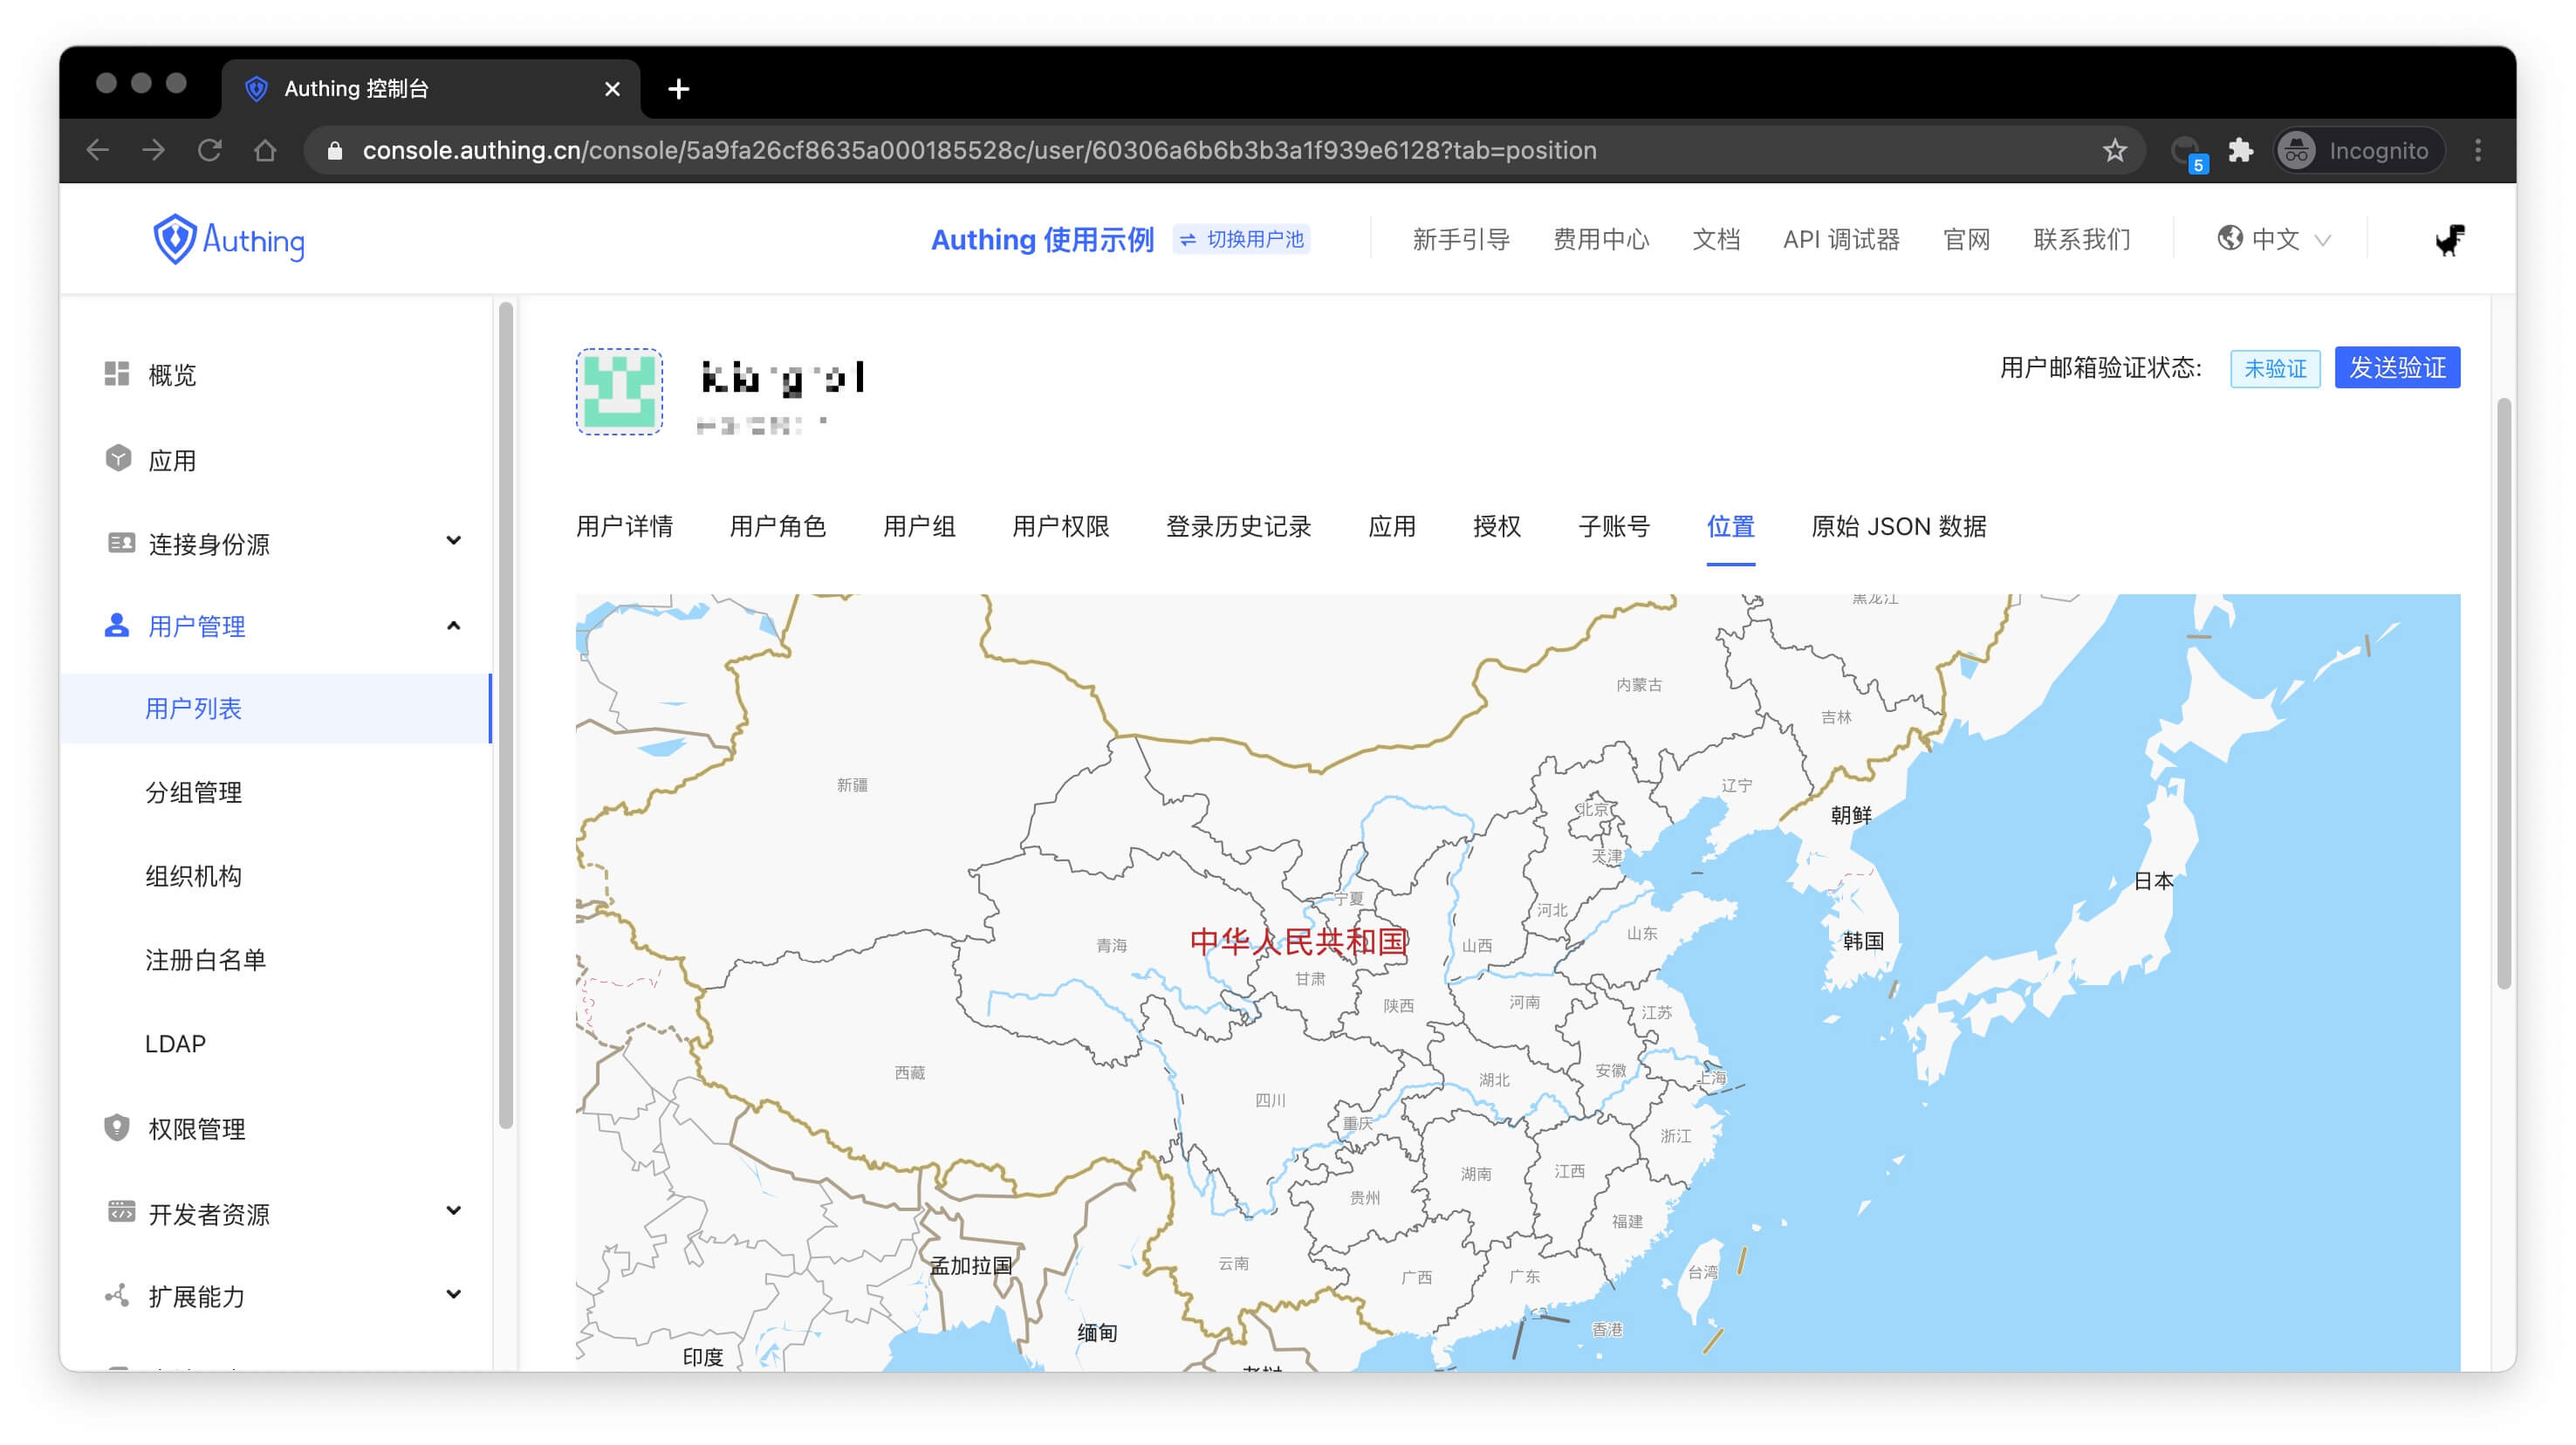 Authing 控制台
console.authing.cn/console/5a9fa26cf8635a000185528c/user/60306a6b6b3b3a1f939e6128?tab=position
5
Incognito
Authing
Authing 使用示例
切换用户池
新手引导
费用中心
文档
API 调试器
官网
联系我们
中文
概览
应用
连接身份源
用户管理
用户列表
分组管理
组织机构
注册白名单
LDAP
权限管理
开发者资源
扩展能力
用户邮箱验证状态:
未验证
发送验证
用户详情
用户角色
用户组
用户权限
登录历史记录
应用
授权
子账号
位置
原始 JSON 数据
黑龙江
内蒙古
吉林
新疆
辽宁
北京
朝鲜
天津
日本
宁夏
河北
山东
韩国
中华人民共和国
青海
山西
甘肃
陕西
河南
江苏
西藏
安徽
上海
湖北
四川
重庆
浙江
湖南
江西
贵州
福建
云南
孟加拉国
广西
广东
台湾
香港
缅甸
印度